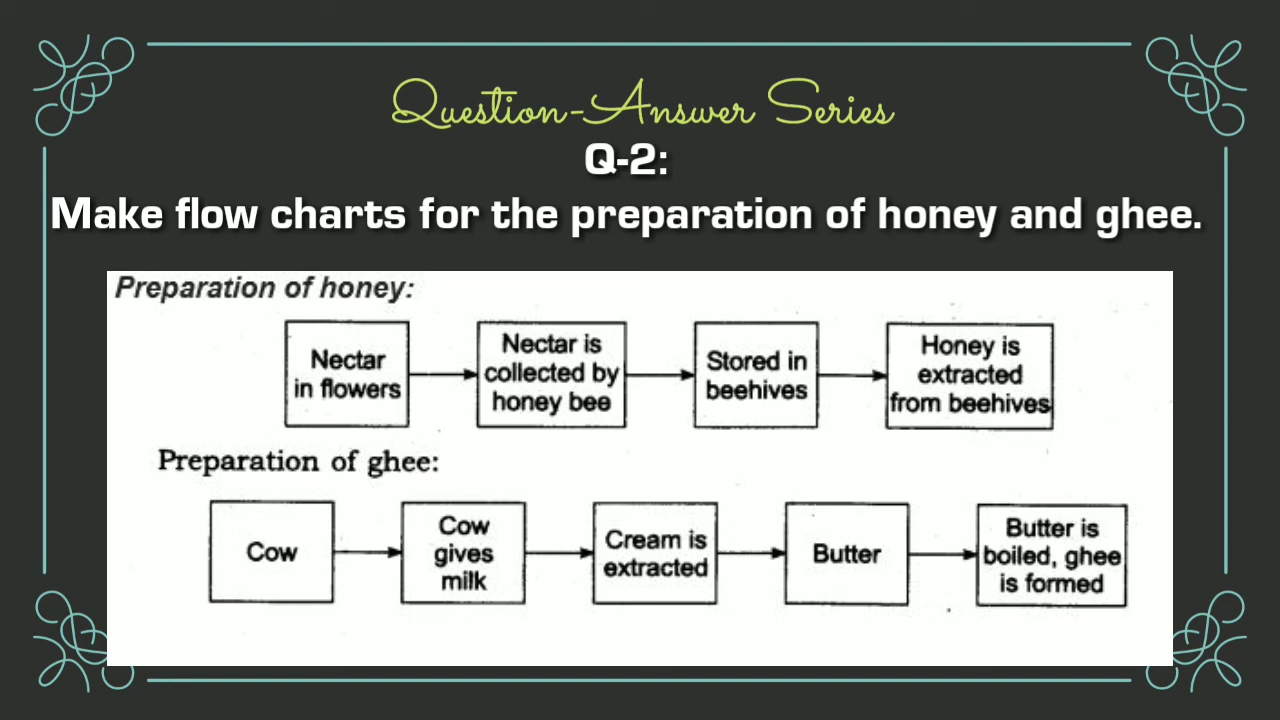 Question-Answer Series
Q-2:
Make flow charts for the preparation of honey and ghee.
Preparation of honey:
Nectar
in flowers
Nectar is
collected by
honey bee
Stored in
beehives
Honey is
extracted
from beehives
Preparation of ghee:
Cow
Cow
gives
milk
Cream is
extracted
Butter
Butter is
boiled, ghee
is formed